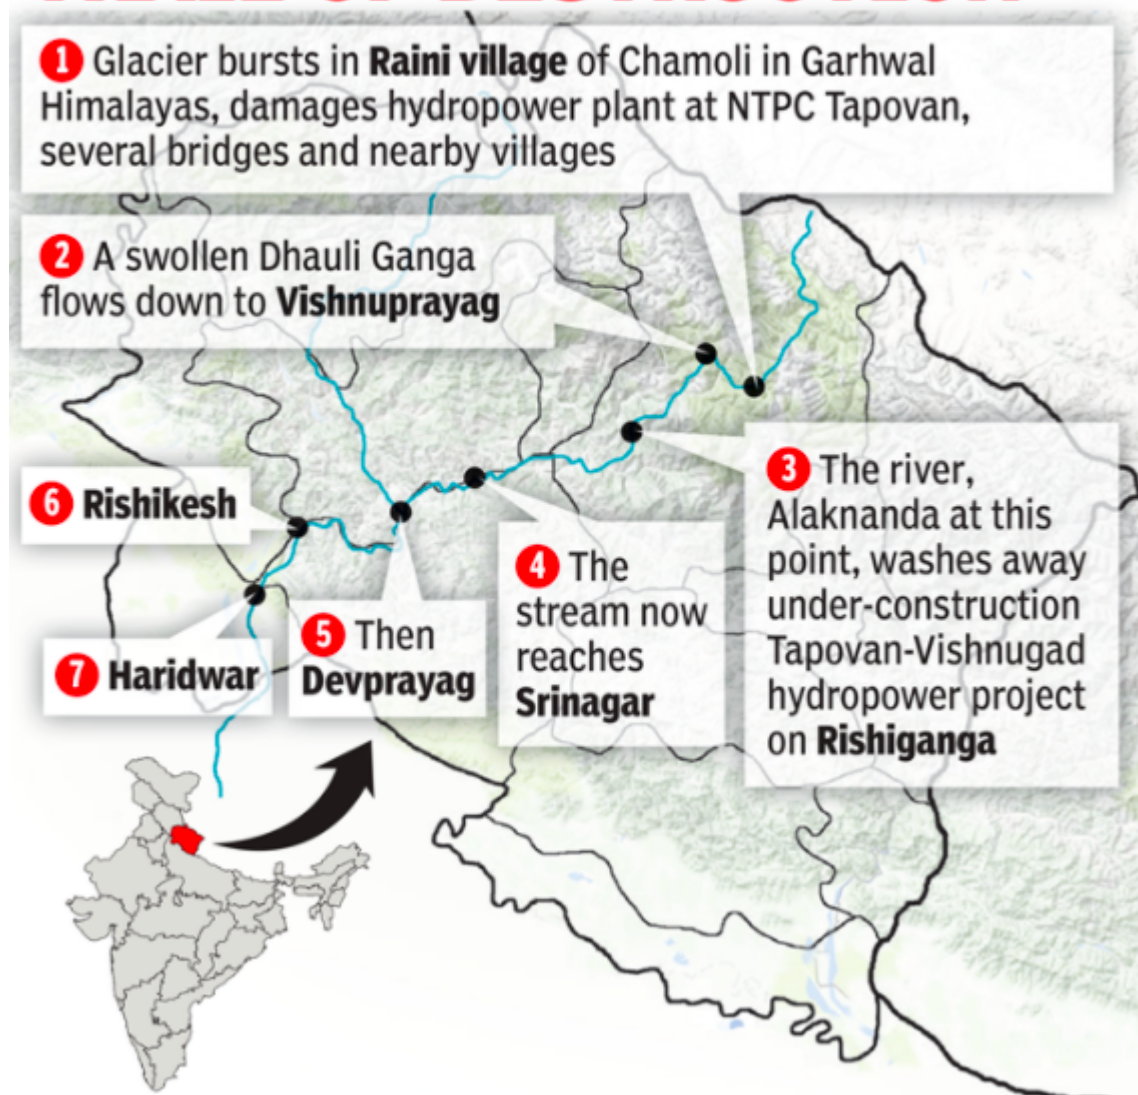 1 Glacier bursts in Raini village of Chamoli in Garhwal
Himalayas, damages hydropower plant at NTPC Tapovan,
several bridges and nearby villages
2 A swollen Dhauli Ganga
flows down to Vishnuprayag
3 The river,
Alaknanda at this
point, washes away
under-construction
Tapovan-Vishnugad
hydropower project
on Rishiganga
4 The
stream now
reaches
Srinagar
5 Then
Devprayag
6 Rishikesh
7 Haridwar